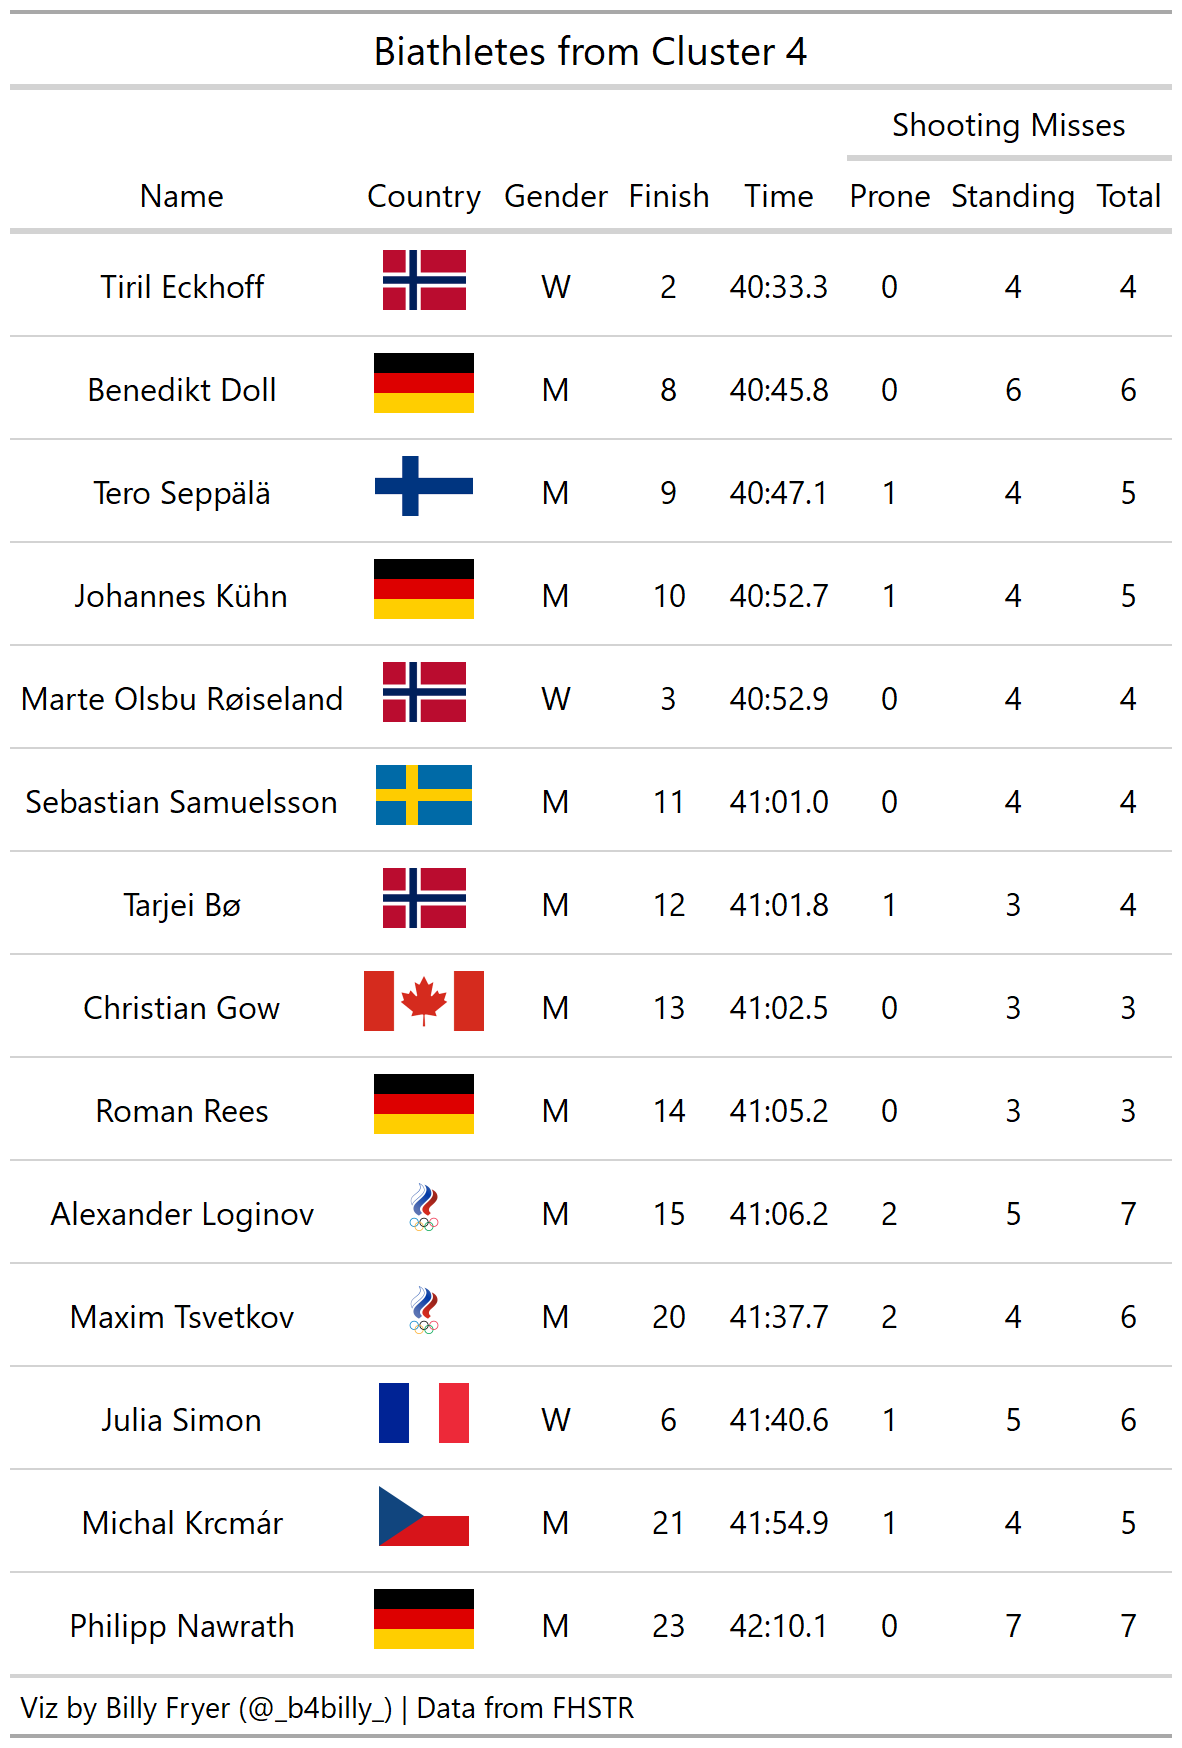 Biathletes from Cluster 4
Shooting Misses
Name Country Gender Finish Time Prone Standing Total
Tiril Eckhoff W 2 40:33.3 0 4 4
Benedikt Doll M 8 40:45.8 0 6 6
Tero Seppälä M 9 40:47.1 1 4 5
Johannes Kühn M 10 40:52.7 1 4 5
Marte Olsbu Røiseland W 3 40:52.9 0 4 4
Sebastian Samuelsson M 11 41:01.0 0 4 4
Tarjei Bø M 12 41:01.8 1 3 4
Christian Gow M 13 41:02.5 0 3 3
Roman Rees M 14 41:05.2 0 3 3
Alexander Loginov M 15 41:06.2 2 5 7
Maxim Tsvetkov M 20 41:37.7 2 4 6
Julia Simon W 6 41:40.6 1 5 6
Michal Krcmár M 21 41:54.9 1 4 5
Philipp Nawrath M 23 42:10.1 0 7 7
Viz by Billy Fryer (@_b4billy_) | Data from FHSTR